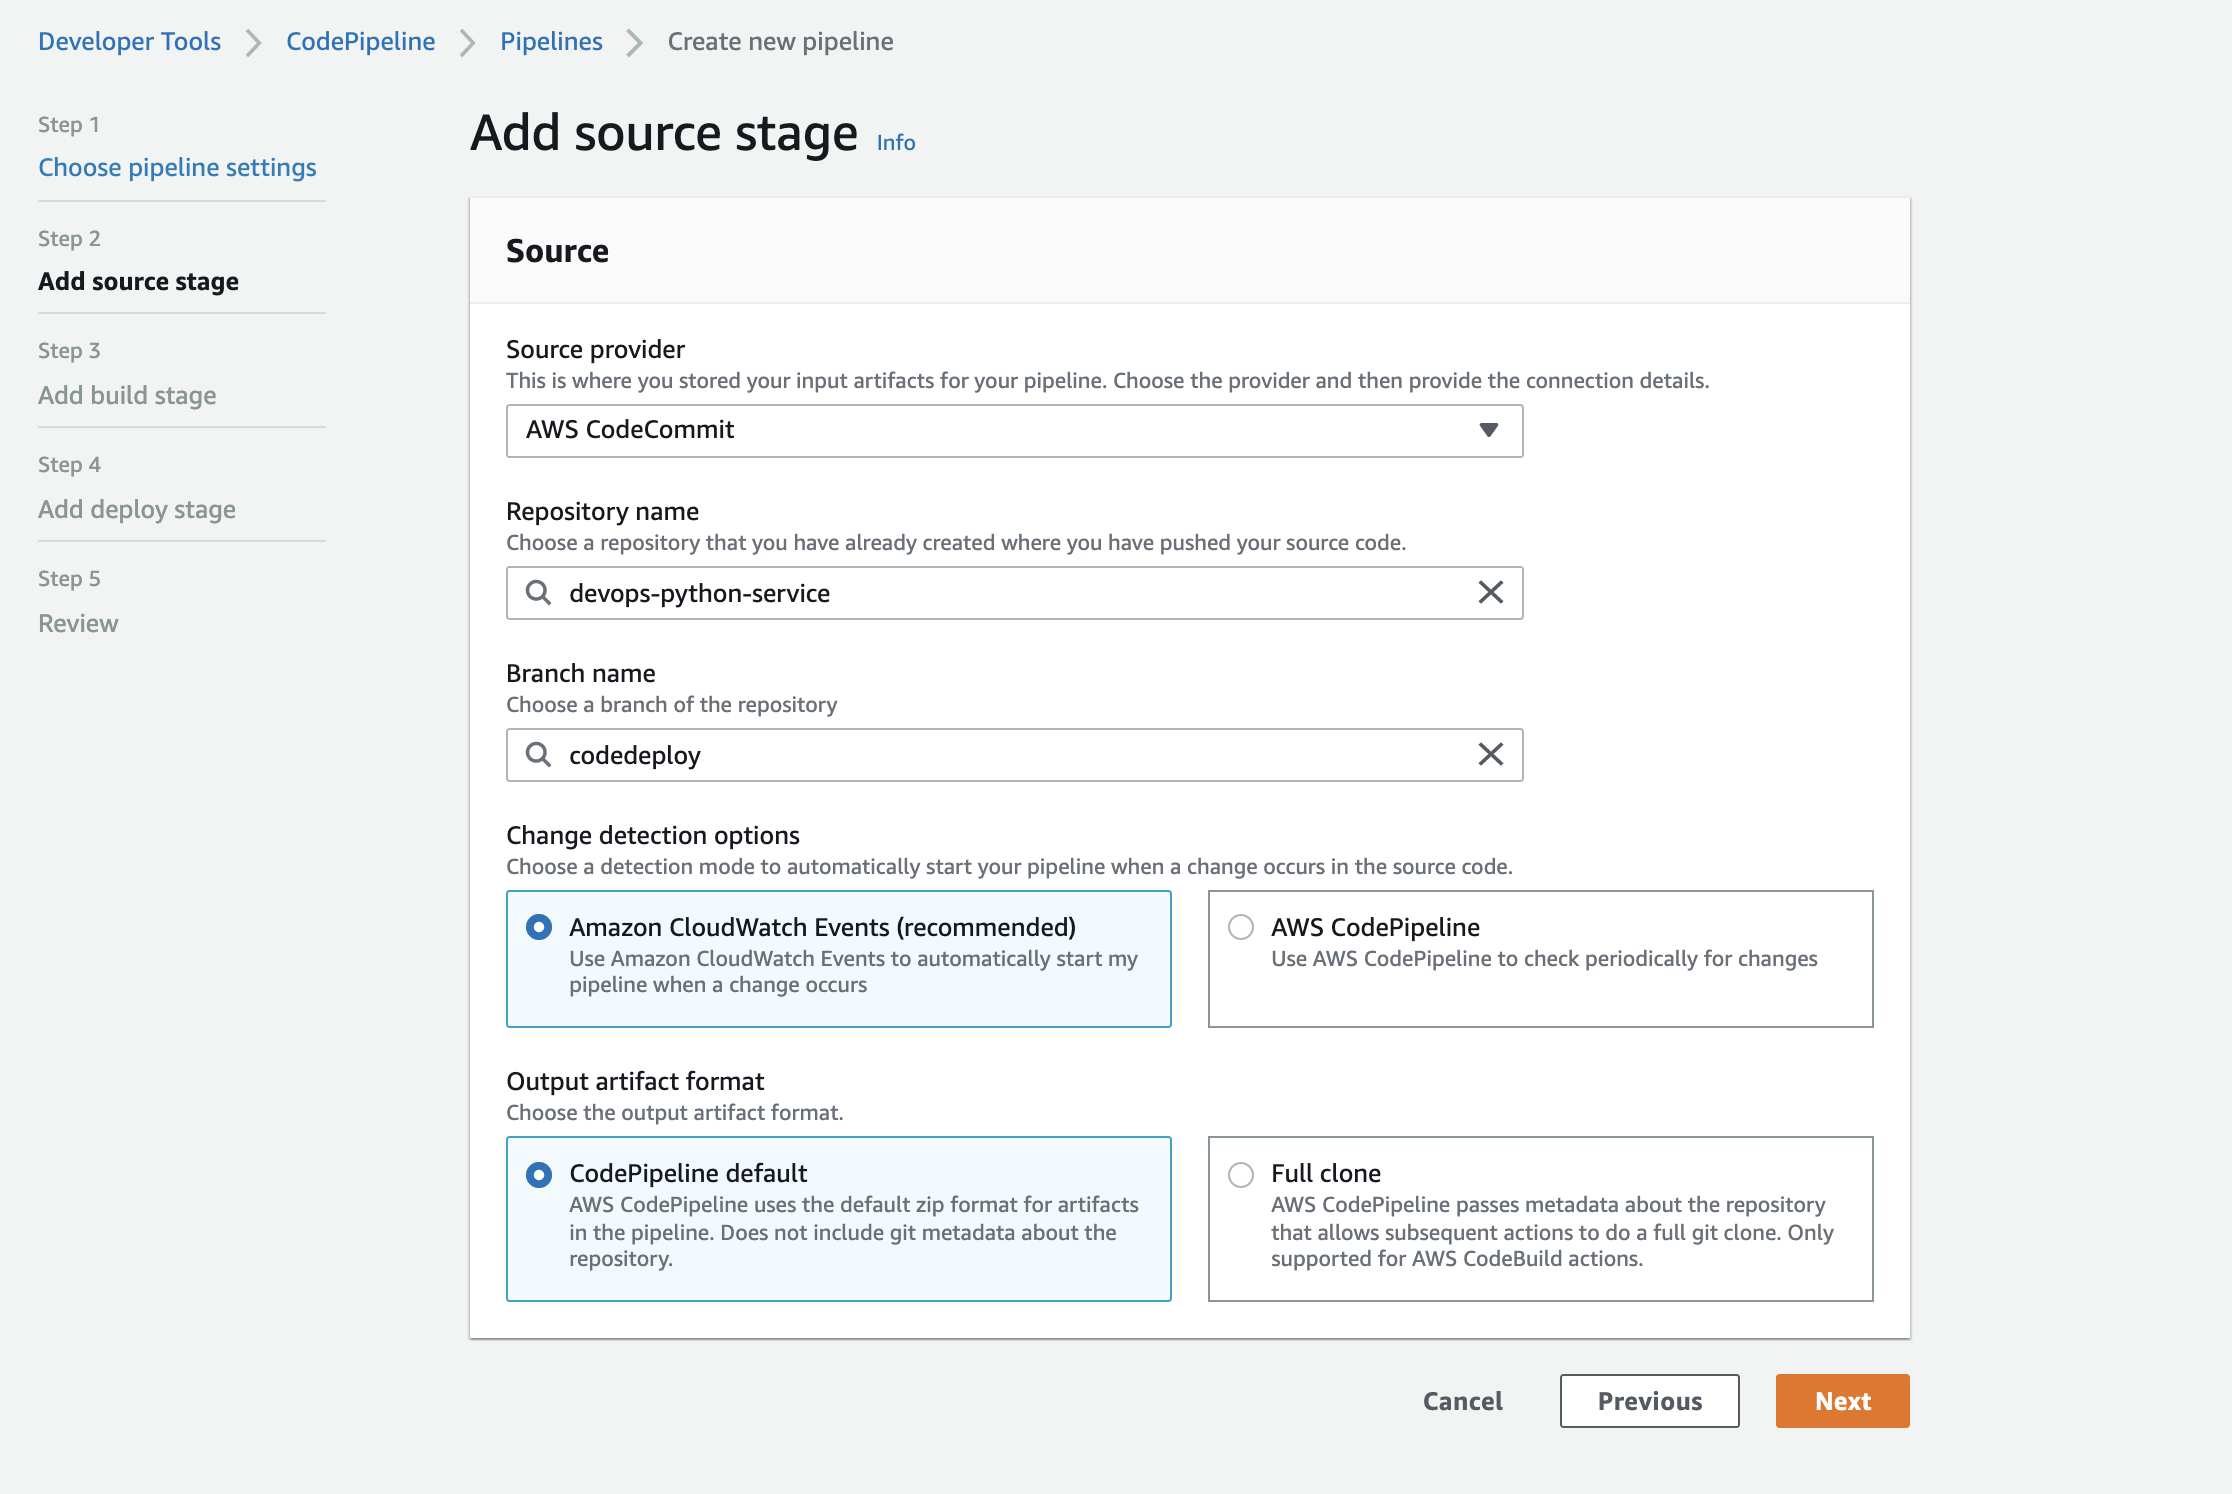 Developer Tools
CodePipeline
Pipelines
Create new pipeline
Step 1
Choose pipeline settings
Step 2
Add source stage
Step 3
Add build stage
Step 4
Add deploy stage
Step 5
Review
Add source stage
Info
Source
Source provider
This is where you stored your input artifacts for your pipeline. Choose the provider and then provide the connection details.
AWS CodeCommit
Repository name
Choose a repository that you have already created where you have pushed your source code.
devops-python-service
Branch name
Choose a branch of the repository
codedeploy
Change detection options
Choose a detection mode to automatically start your pipeline when a change occurs in the source code.
Amazon CloudWatch Events (recommended)
Use Amazon CloudWatch Events to automatically start my
pipeline when a change occurs
AWS CodePipeline
Use AWS CodePipeline to check periodically for changes
Output artifact format
Choose the output artifact format.
CodePipeline default
AWS CodePipeline uses the default zip format for artifacts
in the pipeline. Does not include git metadata about the
repository.
Full clone
AWS CodePipeline passes metadata about the repository
that allows subsequent actions to do a full git clone. Only
supported for AWS CodeBuild actions.
Cancel
Previous
Next